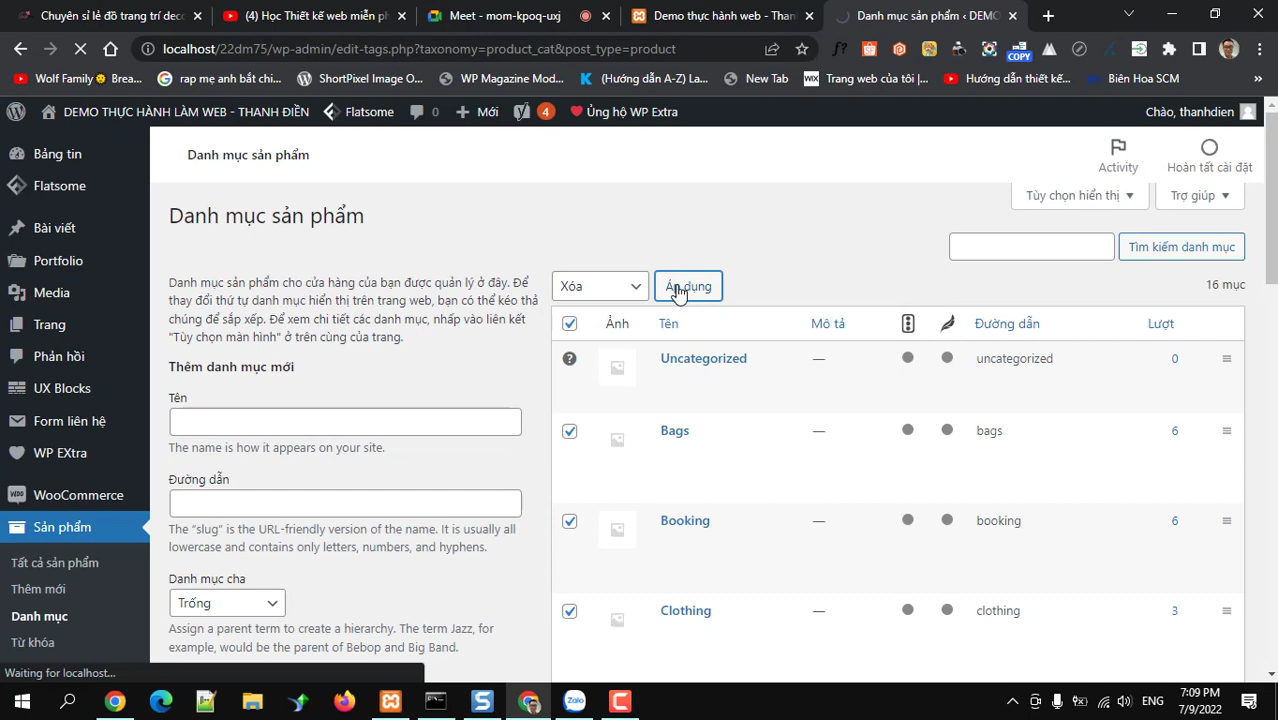 Chuyên sỉ lẻ đồ trang trí deco
(4) Học Thiết kế web miễn ph
Meet - mom-kpoq-uxj
Demo thực hành web - Thanh
Danh mục sản phẩm ‹ DEMO
localhost/22dm75/wp-admin/edit-tags.php?taxonomy=product_cat&post_type=product
COPY
Wolf Family Brea...
rap mẹ anh bắt chi...
ShortPixel Image O...
WP Magazine Mod...
(Hướng dẫn A-Z) La...
New Tab
WIX
Trang web của tôi |...
Hướng dẫn thiết kế...
Biên Hoa SCM
DEMO THỰC HÀNH LÀM WEB - THANH ĐIỀN
Flatsome
0
Mới
4
Ủng hộ WP Extra
Chào, thanhdien
Bảng tin
Flatsome
Bài viết
Portfolio
Media
Trang
Phản hồi
UX Blocks
Form liên hệ
WP EXtra
WooCommerce
Sản phẩm
Tất cả sản phẩm
Thêm mới
Danh mục
Từ khóa
Danh mục sản phẩm
Activity
Hoàn tất cài đặt
Tùy chọn hiển thị
Trợ giúp
Danh mục sản phẩm
Tìm kiếm danh mục
Danh mục sản phẩm cho cửa hàng của bạn được quản lý ở đây. Để
thay đổi thứ tự danh mục hiển thị trên trang web, bạn có thể kéo thả
chúng để sắp xếp. Để xem chi tiết các danh mục, nhấp vào liên kết
"Tùy chọn màn hình" ở trên cùng của trang.
Thêm danh mục mới
Tên
The name is how it appears on your site.
Đường dẫn
The “slug” is the URL-friendly version of the name. It is usually all
lowercase and contains only letters, numbers, and hyphens.
Danh mục cha
Trống
Assign a parent term to create a hierarchy. The term Jazz, for
example, would be the parent of Bebop and Big Band.
Xóa
Áp dụng
16 mục
Ảnh
Tên
Mô tả
Đường dẫn
Lượt
Uncategorized
—
uncategorized
0
Bags
—
bags
6
Booking
—
booking
6
Clothing
—
clothing
3
Waiting for localhost...
Zalo
ENG
7:09 PM
7/9/2022